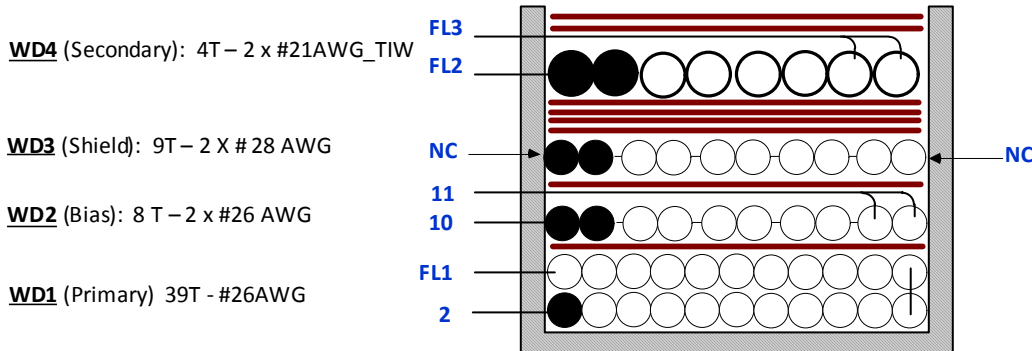 FL3
WD4 (Secondary): 4T – 2 x #21AWG_TIW
FL2
WD3 (Shield): 9T – 2 X # 28 AWG
NC
NC
11
WD2 (Bias): 8 T – 2 x #26 AWG
10
FL1
WD1 (Primary) 39T - #26AWG
2